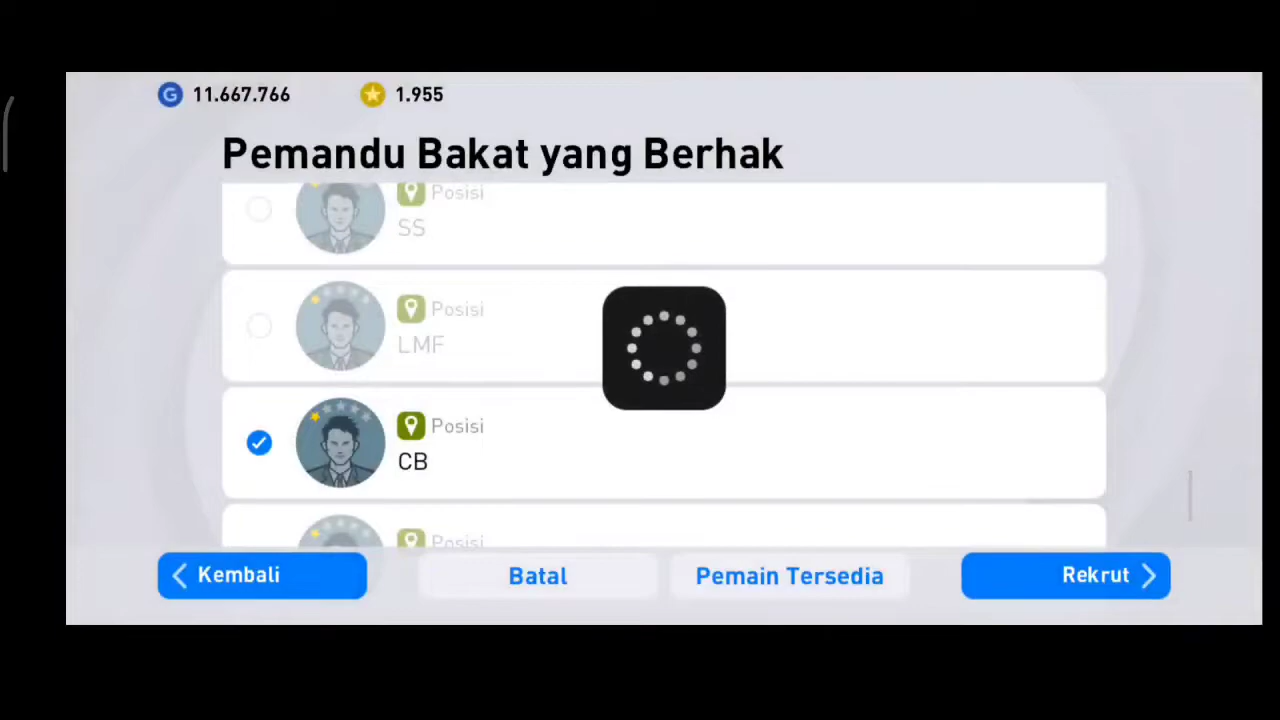 G 11.667.766 1.955
Pemandu Bakat yang Berhak
Posisi
SS
Posisi
LMF
Posisi
CB
Posisi
Kembali
Batal
Pemain Tersedia
Rekrut